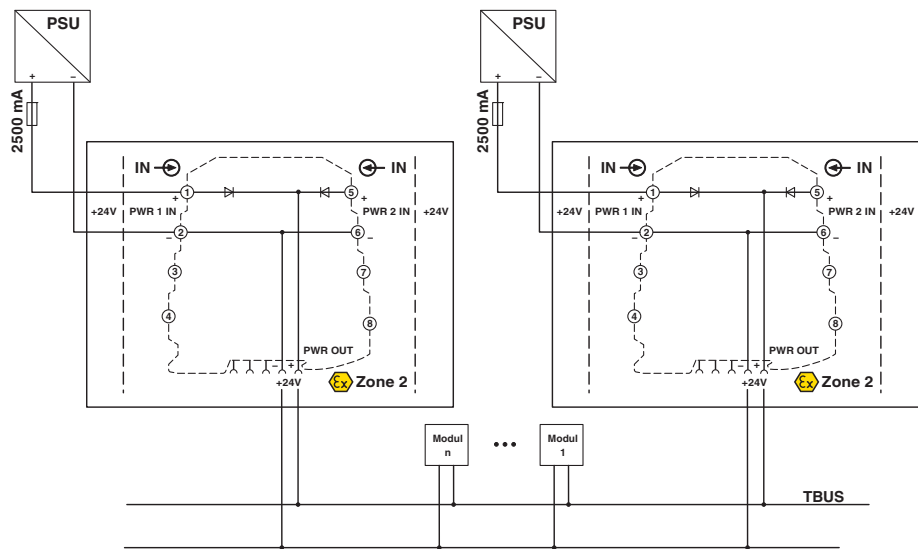 PSU
+ –
2500 mA
IN IN
1 5
+ +
+24V PWR 1 IN PWR 2 IN +24V
– 2 6 –
3 7
4 8
PWR OUT
– +
+24V
Ex Zone 2
PSU
+ –
2500 mA
IN IN
1 5
+ +
+24V PWR 1 IN PWR 2 IN +24V
– 2 6 –
3 7
4 8
PWR OUT
– +
+24V
Ex Zone 2
Modul
n
...
Modul
1
TBUS